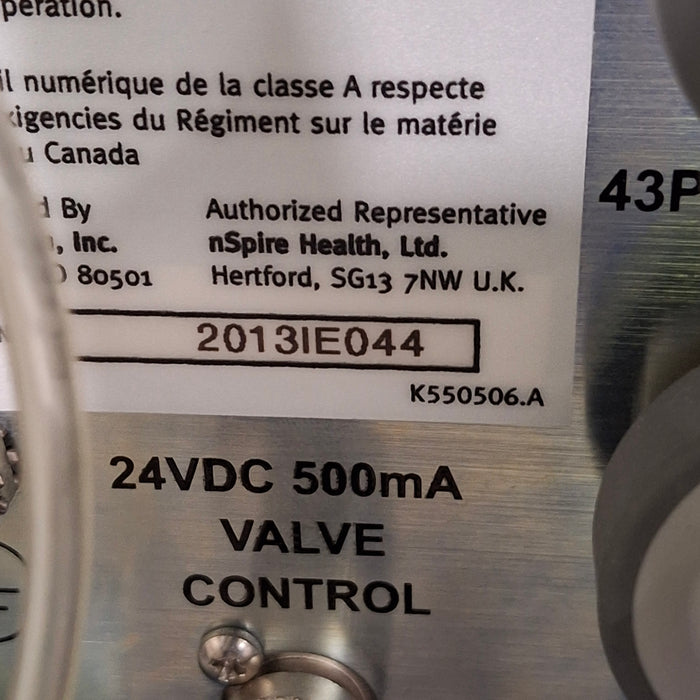 peration.
il numérique de la classe A respecte
igencies du Régiment sur le matérie
u Canada
d By
, Inc.
80501
Authorized Representative
nSpire Health, Ltd.
Hertford, SG13 7NW U.K.
2013IE044
K550506.A
43P
24VDC 500mA
VALVE
CONTROL